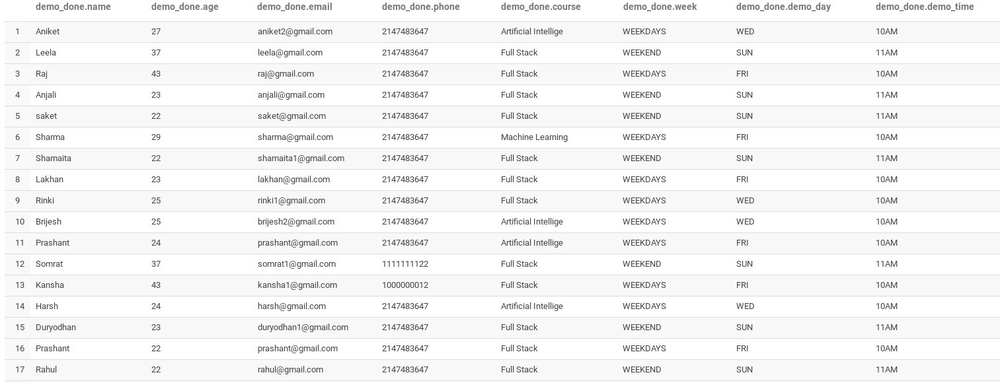 demo_done.name demo_done.age demo_done.email demo_done.phone demo_done.course demo_done.week demo_done.demo_day demo_done.demo_time
1 Aniket 27 aniket2@gmail.com 2147483647 Artificial Intellige WEEKDAYS WED 10AM
2 Leela 37 leela@gmail.com 2147483647 Full Stack WEEKEND SUN 11AM
3 Raj 43 raj@gmail.com 2147483647 Full Stack WEEKDAYS FRI 10AM
4 Anjali 23 anjali@gmail.com 2147483647 Full Stack WEEKEND SUN 11AM
5 saket 22 saket@gmail.com 2147483647 Full Stack WEEKEND SUN 11AM
6 Sharma 29 sharma@gmail.com 2147483647 Machine Learning WEEKDAYS FRI 10AM
7 Shamaita 22 shamaita1@gmail.com 2147483647 Full Stack WEEKEND SUN 11AM
8 Lakhan 23 lakhan@gmail.com 2147483647 Full Stack WEEKDAYS FRI 10AM
9 Rinki 25 rinki1@gmail.com 2147483647 Full Stack WEEKDAYS WED 10AM
10 Brijesh 25 brijesh2@gmail.com 2147483647 Artificial Intellige WEEKDAYS WED 10AM
11 Prashant 24 prashant@gmail.com 2147483647 Artificial Intellige WEEKDAYS FRI 10AM
12 Somrat 37 somrat1@gmail.com 1111111122 Full Stack WEEKEND SUN 11AM
13 Kansha 43 kansha1@gmail.com 1000000012 Full Stack WEEKDAYS FRI 10AM
14 Harsh 24 harsh@gmail.com 2147483647 Artificial Intellige WEEKDAYS WED 10AM
15 Duryodhan 23 duryodhan1@gmail.com 2147483647 Full Stack WEEKEND SUN 11AM
16 Prashant 22 prashant@gmail.com 2147483647 Full Stack WEEKDAYS FRI 10AM
17 Rahul 22 rahul@gmail.com 2147483647 Full Stack WEEKEND SUN 11AM